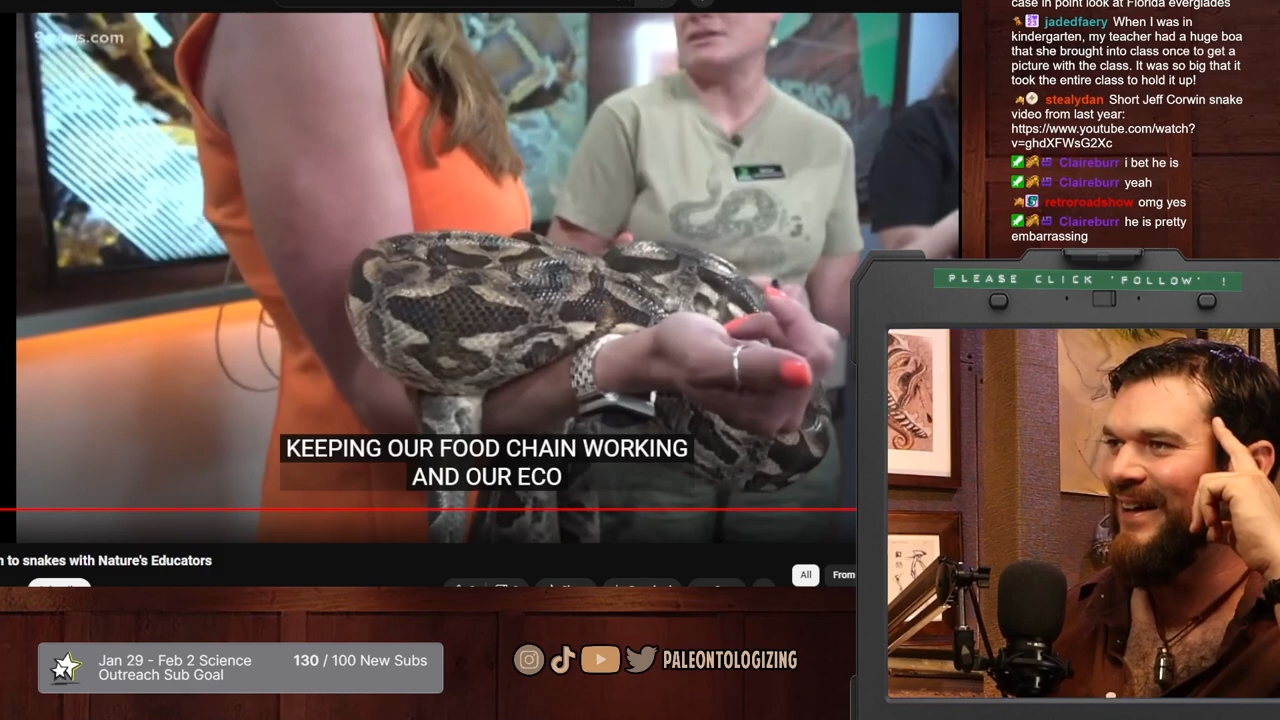 case in point look at Florida everglades
jadedfaery When I was in
kindergarten, my teacher had a huge boa
that she brought into class once to get a
picture with the class. It was so big that it
took the entire class to hold it up!
stealydan Short Jeff Corwin snake
video from last year:
https://www.youtube.com/watch?
v=ghdXFWsG2Xc
Claireburr i bet he is
Claireburr yeah
retroroadshow omg yes
Claireburr he is pretty
embarrassing
PLEASE CLICK 'FOLLOW' !
KEEPING OUR FOOD CHAIN WORKING
AND OUR ECO
to snakes with Nature's Educators
All From
Jan 29 - Feb 2 Science
Outreach Sub Goal
130 / 100 New Subs
PALEONTOLOGIZING